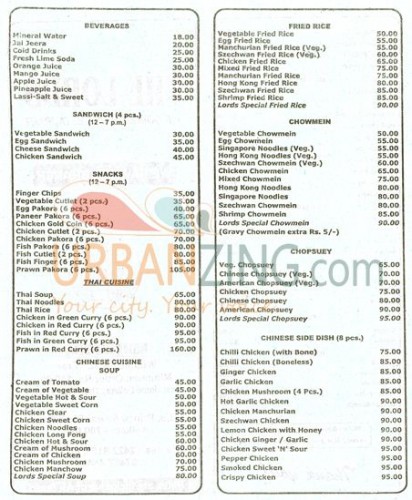 BEVERAGES
Mineral Water 18.00
Jal Jeera 20.00
Cold Drinks 25.00
Fresh Lime Soda 25.00
Orange Juice 35.00
Mango Juice 30.00
Apple Juice 30.00
Pineapple Juice 30.00
Lassi-Salt & Sweet 35.00
SANDWICH (4 pcs.)
(12 – 7 p.m.)
Vegetable Sandwich 30.00
Egg Sandwich 35.00
Cheese Sandwich 40.00
Chicken Sandwich 45.00
SNACKS
(12-7 p.m.)
Finger Chips 35.00
Vegetable Cutlet (2 pcs.) 35.00
Egg Pakora (6 pcs.) 40.00
Paneer Pakora (6 pcs.) 65.00
Chicken Gold Coin (6 pcs.) 65.00
Chicken Cutlet (2 pcs.) 70.00
Chicken Pakora (6 pcs.) 70.00
Fish Pakora (6 pcs.) 80.00
Fish Cutlet (2 pcs.) 80.00
Fish Finger (6 pcs.) 80.00
Prawn Pakora (6 pcs.) 105.00
THAI CUISINE
Thai Soup 65.00
Thai Noodles 80.00
Thai Rice 80.00
Chicken in Green Curry (6 pcs) 90.00
Chicken in Red Curry (6 pcs) 90.00
Fish in Red Curry (6 pcs) 95.00
Fish in Green Curry (6 pcs) 95.00
Prawn in Red Curry (6 pcs) 160.00
CHINESE CUISINE
SOUP
Cream of Tomato 45.00
Cream of Vegetable 45.00
Vegetable Hot & Sour 50.00
Vegetable Sweet Corn 50.00
Chicken Clear 55.00
Chicken Sweet Corn 55.00
Chicken Noodles 55.00
Chicken Long Fong 55.00
Chicken Hot & Sour 60.00
Cream of Mushroom 60.00
Cream of Chicken 60.00
Chicken Mushroom 70.00
Chicken Manchow 75.00
Lords Special Soup 80.00
FRIED RICE
Vegetable Fried Rice 50.00
Egg Fried Rice 55.00
Manchurian Fried Rice (Veg.) 55.00
Szechwan Fried Rice (Veg.) 60.00
Chicken Fried Rice 65.00
Mixed Fried Rice 75.00
Manchurian Fried Rice 75.00
Hong Kong Fried Rice 80.00
Szechwan Fried Rice 85.00
Shrimp Fried Rice 85.00
Lords Special Fried Rice 90.00
CHOWMEIN
Vegetable Chowmein 50.00
Egg Chowmein 55.00
Singapore Noodles (Veg.) 55.00
Hong Kong Noodles (Veg.) 55.00
Szechwan Chowmein (Veg.) 60.00
Chicken Chowmein 65.00
Mixed Chowmein 75.00
Hong Kong Noodles 80.00
Singapore Noodles 80.00
Szechwan Chowmein 80.00
Shrimp Chowmein 85.00
Lords Special Chowmein 90.00
(Gravy Chowmein extra Rs. 5/-)
CHOPSUEY
Veg. Chopsuey 65.00
Chinese Chopsuey (Veg.) 70.00
American Chopsuey (Veg.) 70.00
Chicken Chopsuey 75.00
Chinese Chopsuey 80.00
American Chopsuey 90.00
Lords Special Chopsuey 95.00
CHINESE SIDE DISH (8 pcs.)
Chilli Chicken (with Bone) 75.00
Chilli Chicken (Boneless) 85.00
Ginger Chicken 85.00
Garlic Chicken 85.00
Chicken Mushroom (4 Pcs.) 85.00
Hot Garlic Chicken 90.00
Chicken Manchurian 90.00
Szechwan Chicken 90.00
Lemon Chicken with Honey 90.00
Chicken Ginger / Garlic 90.00
Chicken Sweet 'N' Sour 95.00
Pepper Chicken 95.00
Smoked Chicken 95.00
Crispy Chicken 95.00
URBANZING.com
Your city. Your